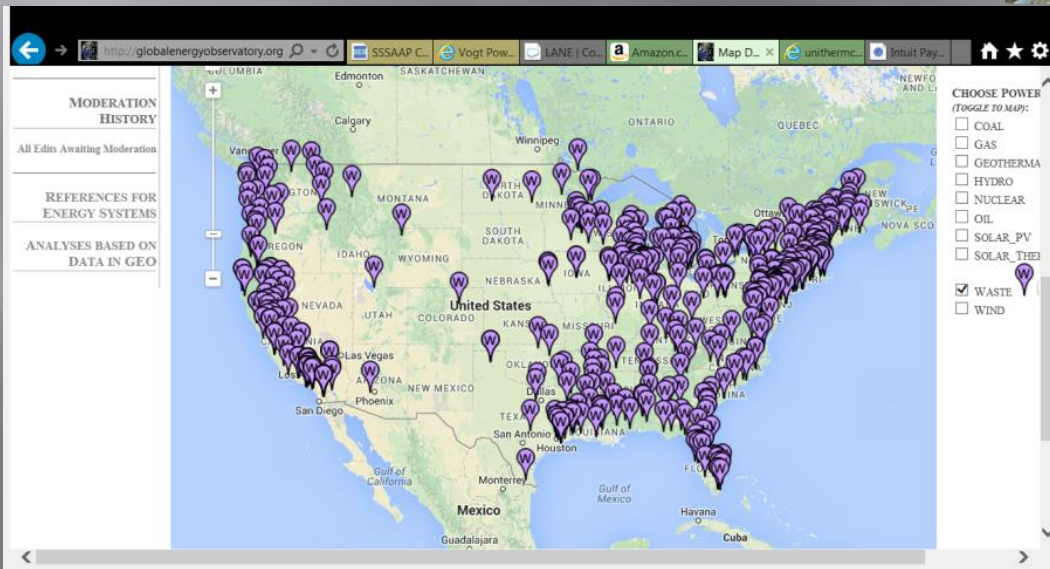 http://globalenergyobservatory.org
SSSAAP C...
Vogt Pow...
LANE | Co...
Amazon.c...
Map D...
unithermc...
Intuit Pay...
MODERATION
HISTORY
All Edits Awaiting Moderation
REFERENCES FOR
ENERGY SYSTEMS
ANALYSES BASED ON
DATA IN GEO
CHOOSE POWER
(TOGGLE TO MAP):
COAL
GAS
GEOTHERMA
HYDRO
NUCLEAR
OIL
SOLAR_PV
SOLAR_THE
WASTE
WIND
SASKATCHEWAN
Edmonton
Calgary
Winnipeg
ONTARIO
QUEBEC
NEWFO
AND L
MONTANA
NOVA SCO
SOUTH
DAKOTA
IDAHO
WYOMING
IOWA
NEBRASKA
United States
NEVADA
UTAH
COLORADO
Las Vegas
NEW MEXICO
Phoenix
San Diego
Dallas
San Antonio
Houston
Gulf of
California
Monterrey
Gulf of
Mexico
Mexico
Havana
Cuba
Guadalajara